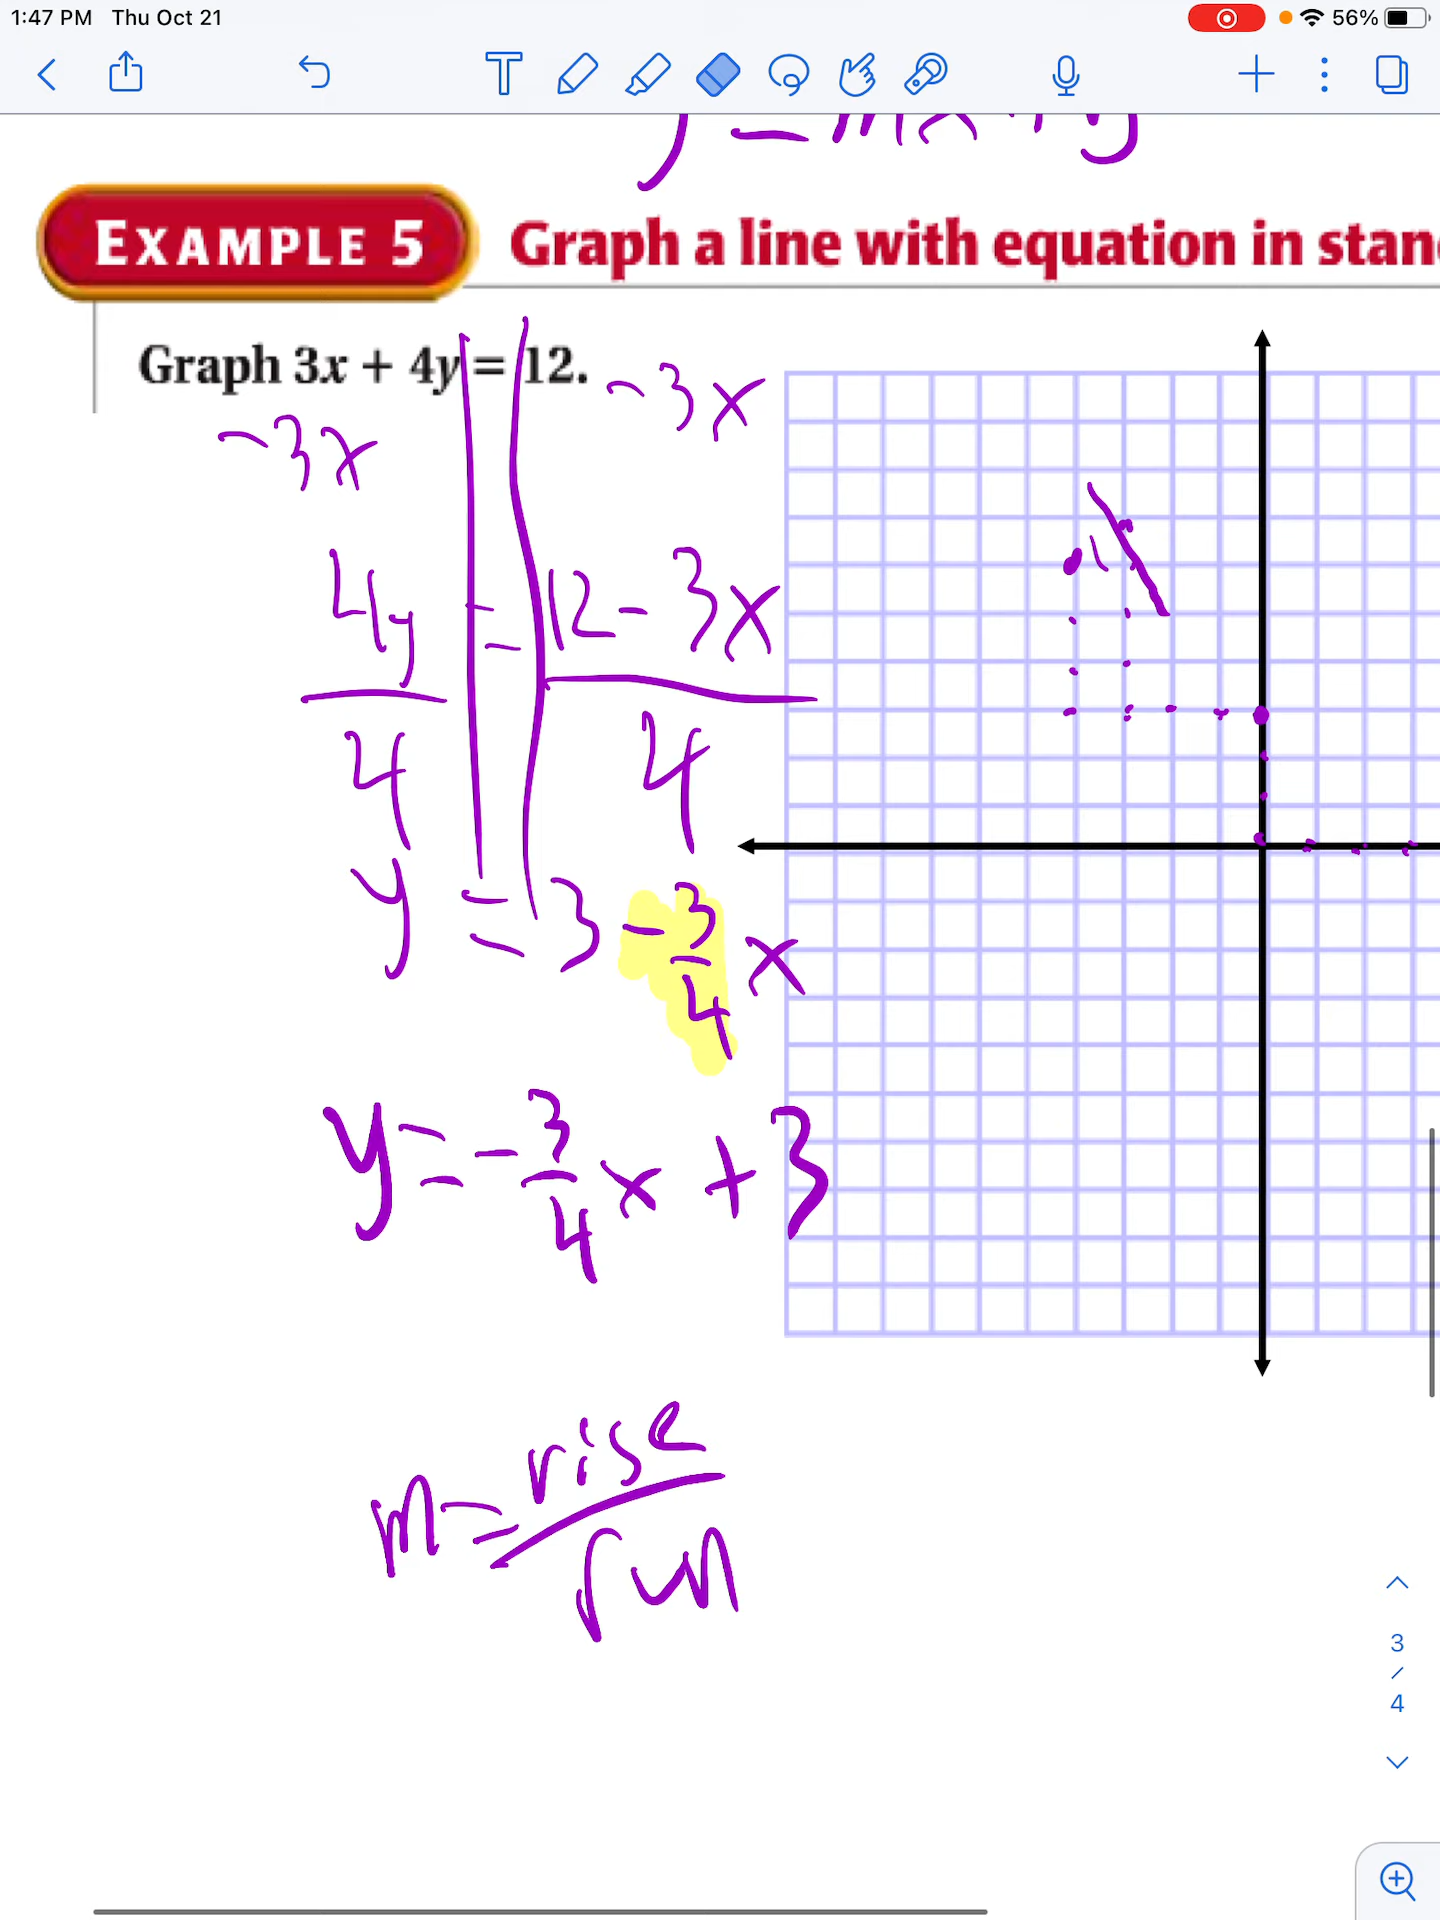 1:47 PM Thu Oct 21
56%
T
EXAMPLE 5 Graph a line with equation in stan
Graph 3x + 4y = 12.
-3x
-3x
4y = 12 - 3x
4 4
y = 3 - 3/4 x
y = - 3/4 x + 3
m = rise/run
3
/
4